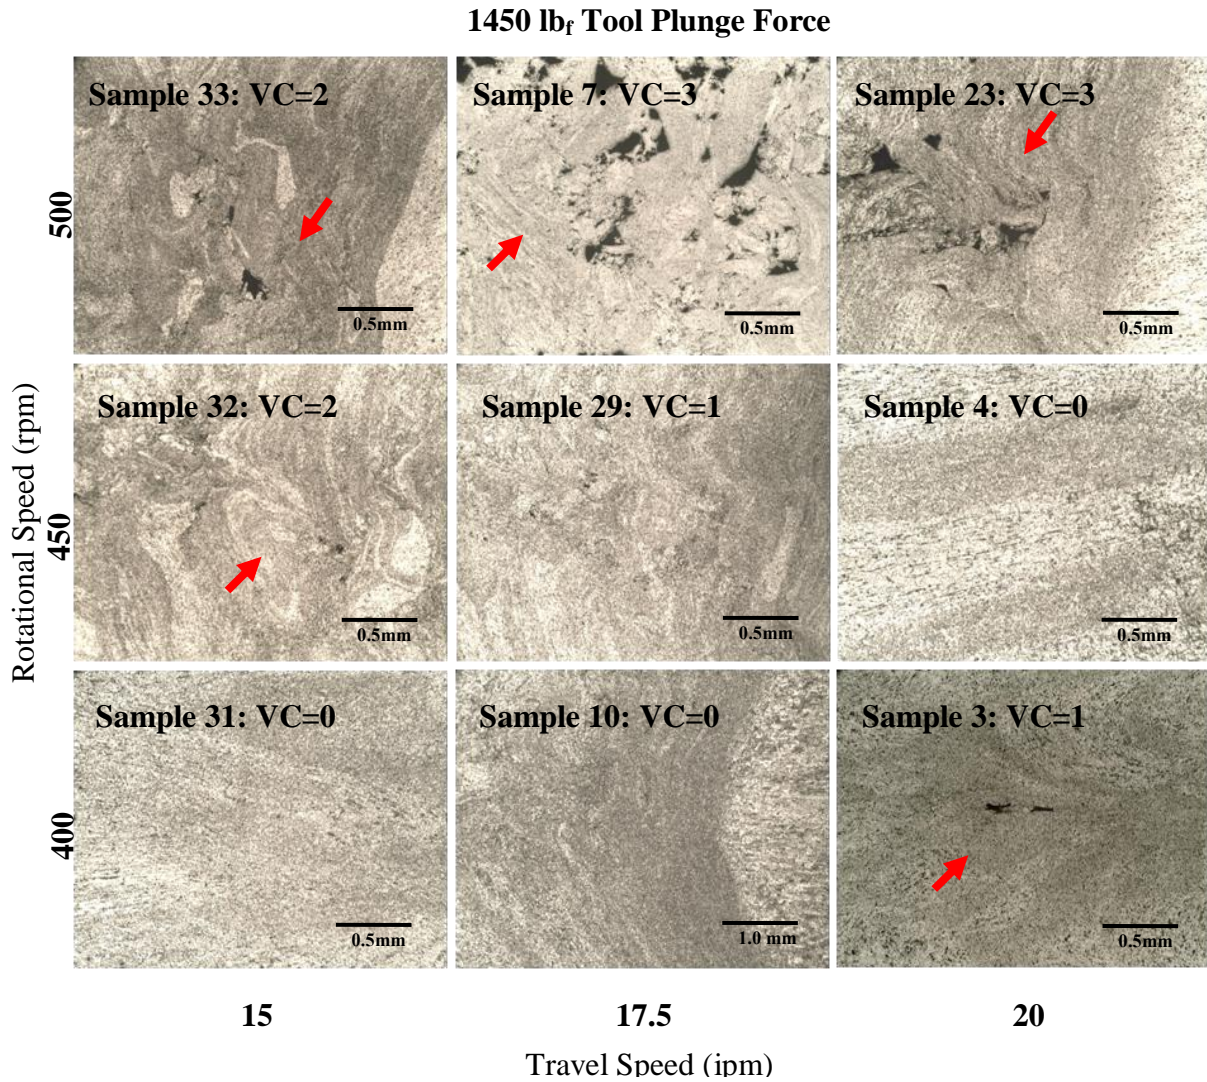 1450 lbf Tool Plunge Force
Sample 33: VC=2
Sample 7: VC=3
Sample 23: VC=3
500
0.5mm
0.5mm
0.5mm
Sample 32: VC=2
Sample 29: VC=1
Sample 4: VC=0
Rotational Speed (rpm)
450
0.5mm
0.5mm
0.5mm
Sample 31: VC=0
Sample 10: VC=0
Sample 3: VC=1
400
0.5mm
1.0 mm
0.5mm
15
17.5
20
Travel Speed (ipm)